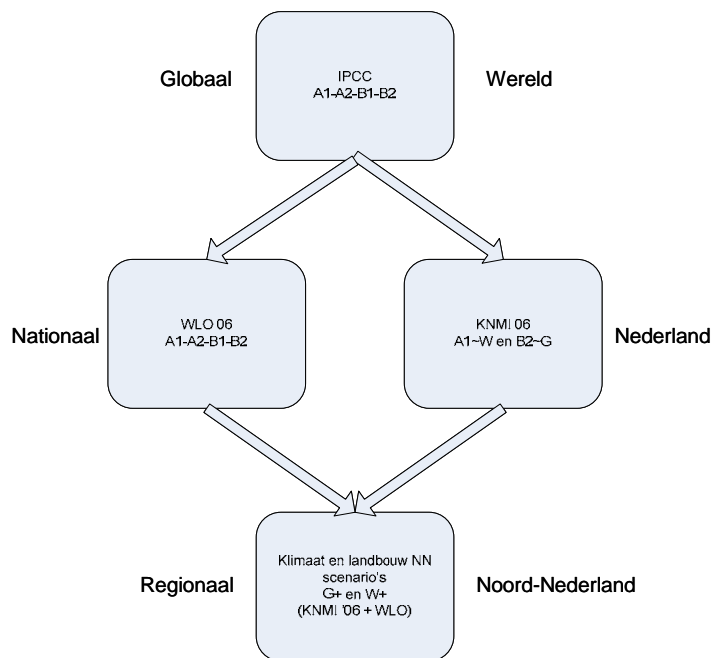 Globaal
IPCC
A1-A2-B1-B2
Wereld
Nationaal
WLO 06
A1-A2-B1-B2
KNMI 06
A1~W en B2~G
Nederland
Regionaal
Klimaat en landbouw NN
scenario's
G+ en W+
(KNMI '06 + WLO)
Noord-Nederland